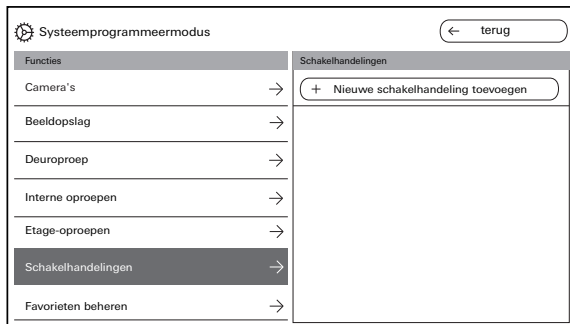 Systeemprogrammeermodus
← terug
Functies
Camera's
Beeldopslag
Deuroproep
Interne oproepen
Etage-oproepen
Schakelhandelingen
Favorieten beheren
Schakelhandelingen
+ Nieuwe schakelhandeling toevoegen